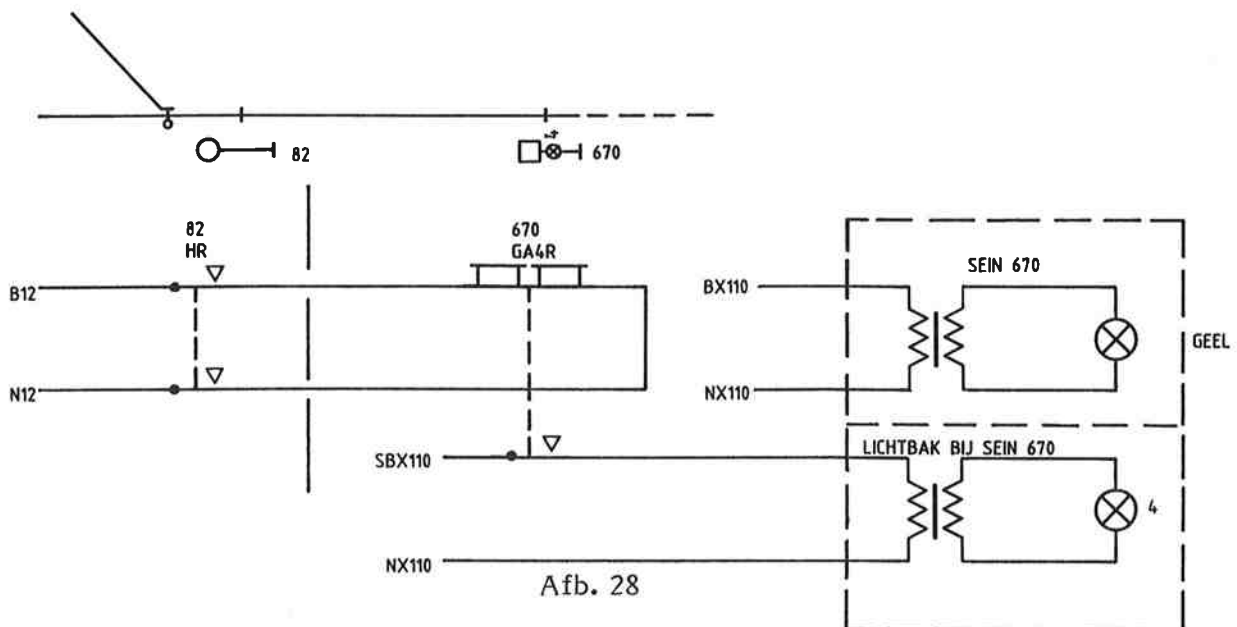 82
4
670
82
HR
670
GA4R
B12
N12
BX110
NX110
SEIN 670
GEEL
SBX110
NX110
LICHTBAK BIJ SEIN 670
4
Afb. 28